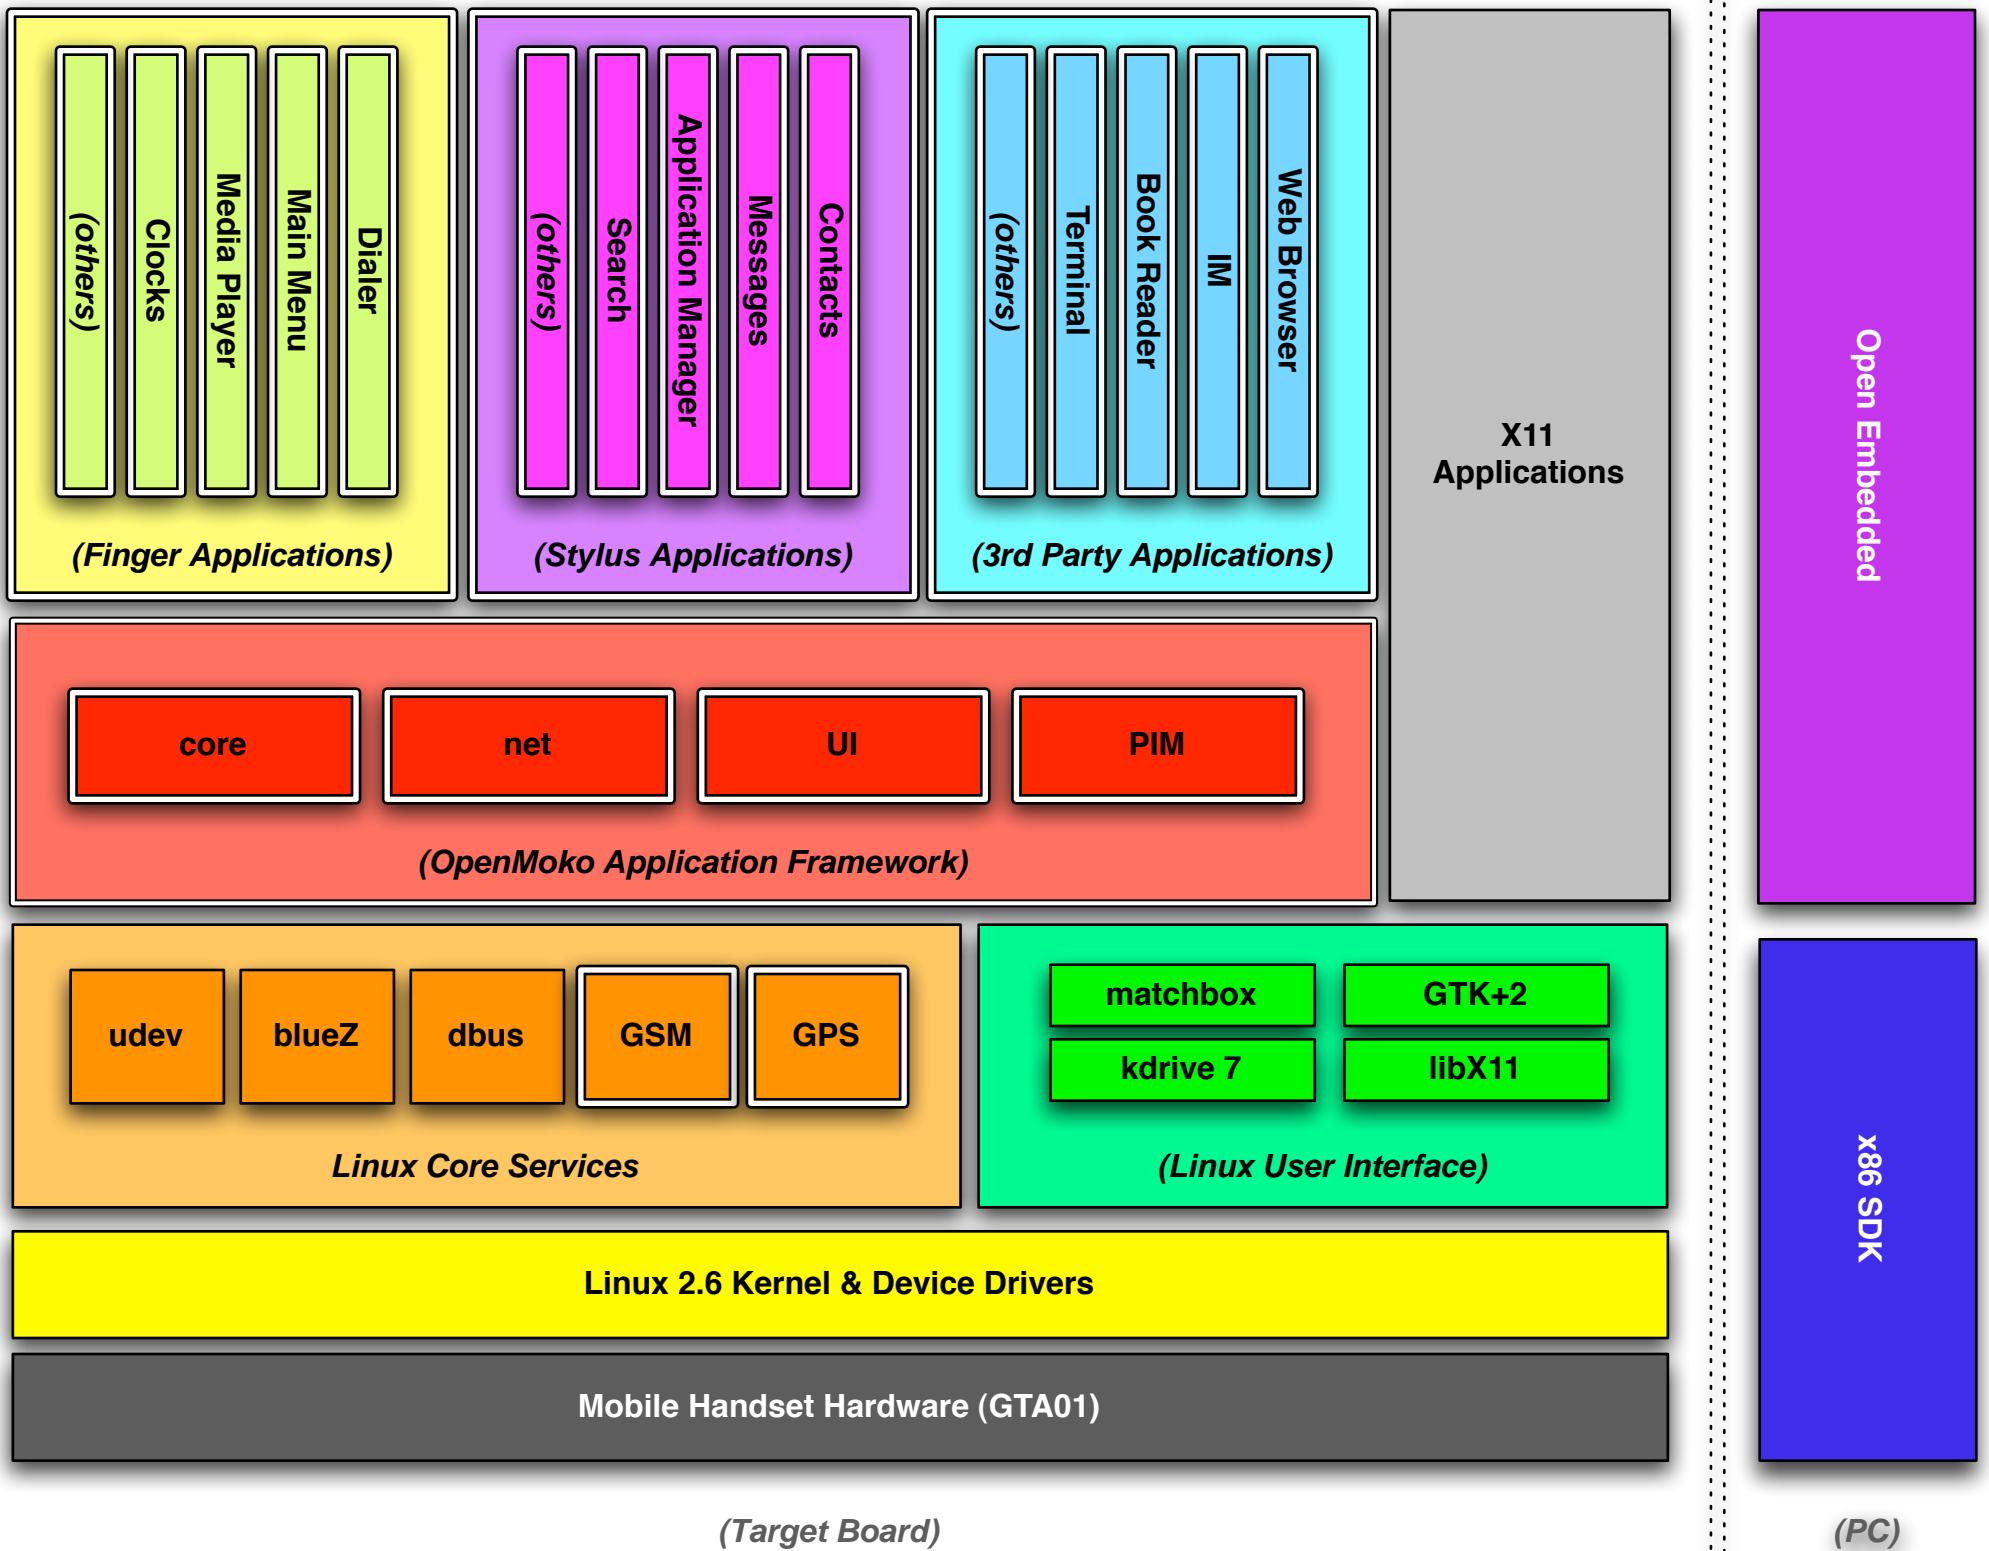 (others)
Clocks
Media Player
Main Menu
Dialer
(Finger Applications)
(others)
Search
Application Manager
Messages
Contacts
(Stylus Applications)
(others)
Terminal
Book Reader
IM
Web Browser
(3rd Party Applications)
X11
Applications
core
net
UI
PIM
(OpenMoko Application Framework)
udev
blueZ
dbus
GSM
GPS
Linux Core Services
matchbox
GTK+2
kdrive 7
libX11
(Linux User Interface)
Linux 2.6 Kernel & Device Drivers
Mobile Handset Hardware (GTA01)
(Target Board)
Open Embedded
x86 SDK
(PC)